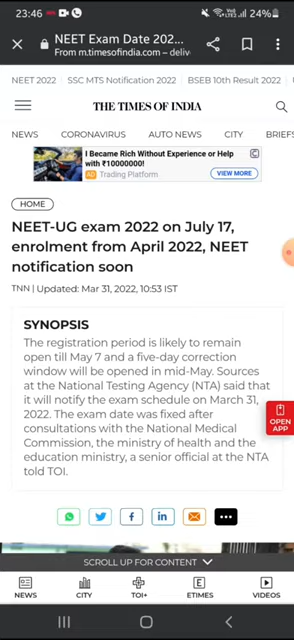 23:46
24%
NEET Exam Date 202...
From m.timesofindia.com – deliv
NEET 2022 SSC MTS Notification 2022 BSEB 10th Result 2022
THE TIMES OF INDIA
NEWS CORONAVIRUS AUTO NEWS CITY BRIEFS
I Became Rich Without Experience or Help
with ₹10000000!
AD Trading Platform
VIEW MORE
HOME
NEET-UG exam 2022 on July 17,
enrolment from April 2022, NEET
notification soon
TNN | Updated: Mar 31, 2022, 10:53 IST
SYNOPSIS
The registration period is likely to remain
open till May 7 and a five-day correction
window will be opened in mid-May. Sources
at the National Testing Agency (NTA) said that
it will notify the exam schedule on March 31,
2022. The exam date was fixed after
consultations with the National Medical
Commission, the ministry of health and the
education ministry, a senior official at the NTA
told TOI.
OPEN
APP
SCROLL UP FOR CONTENT
NEWS CITY TOI+ ETIMES VIDEOS